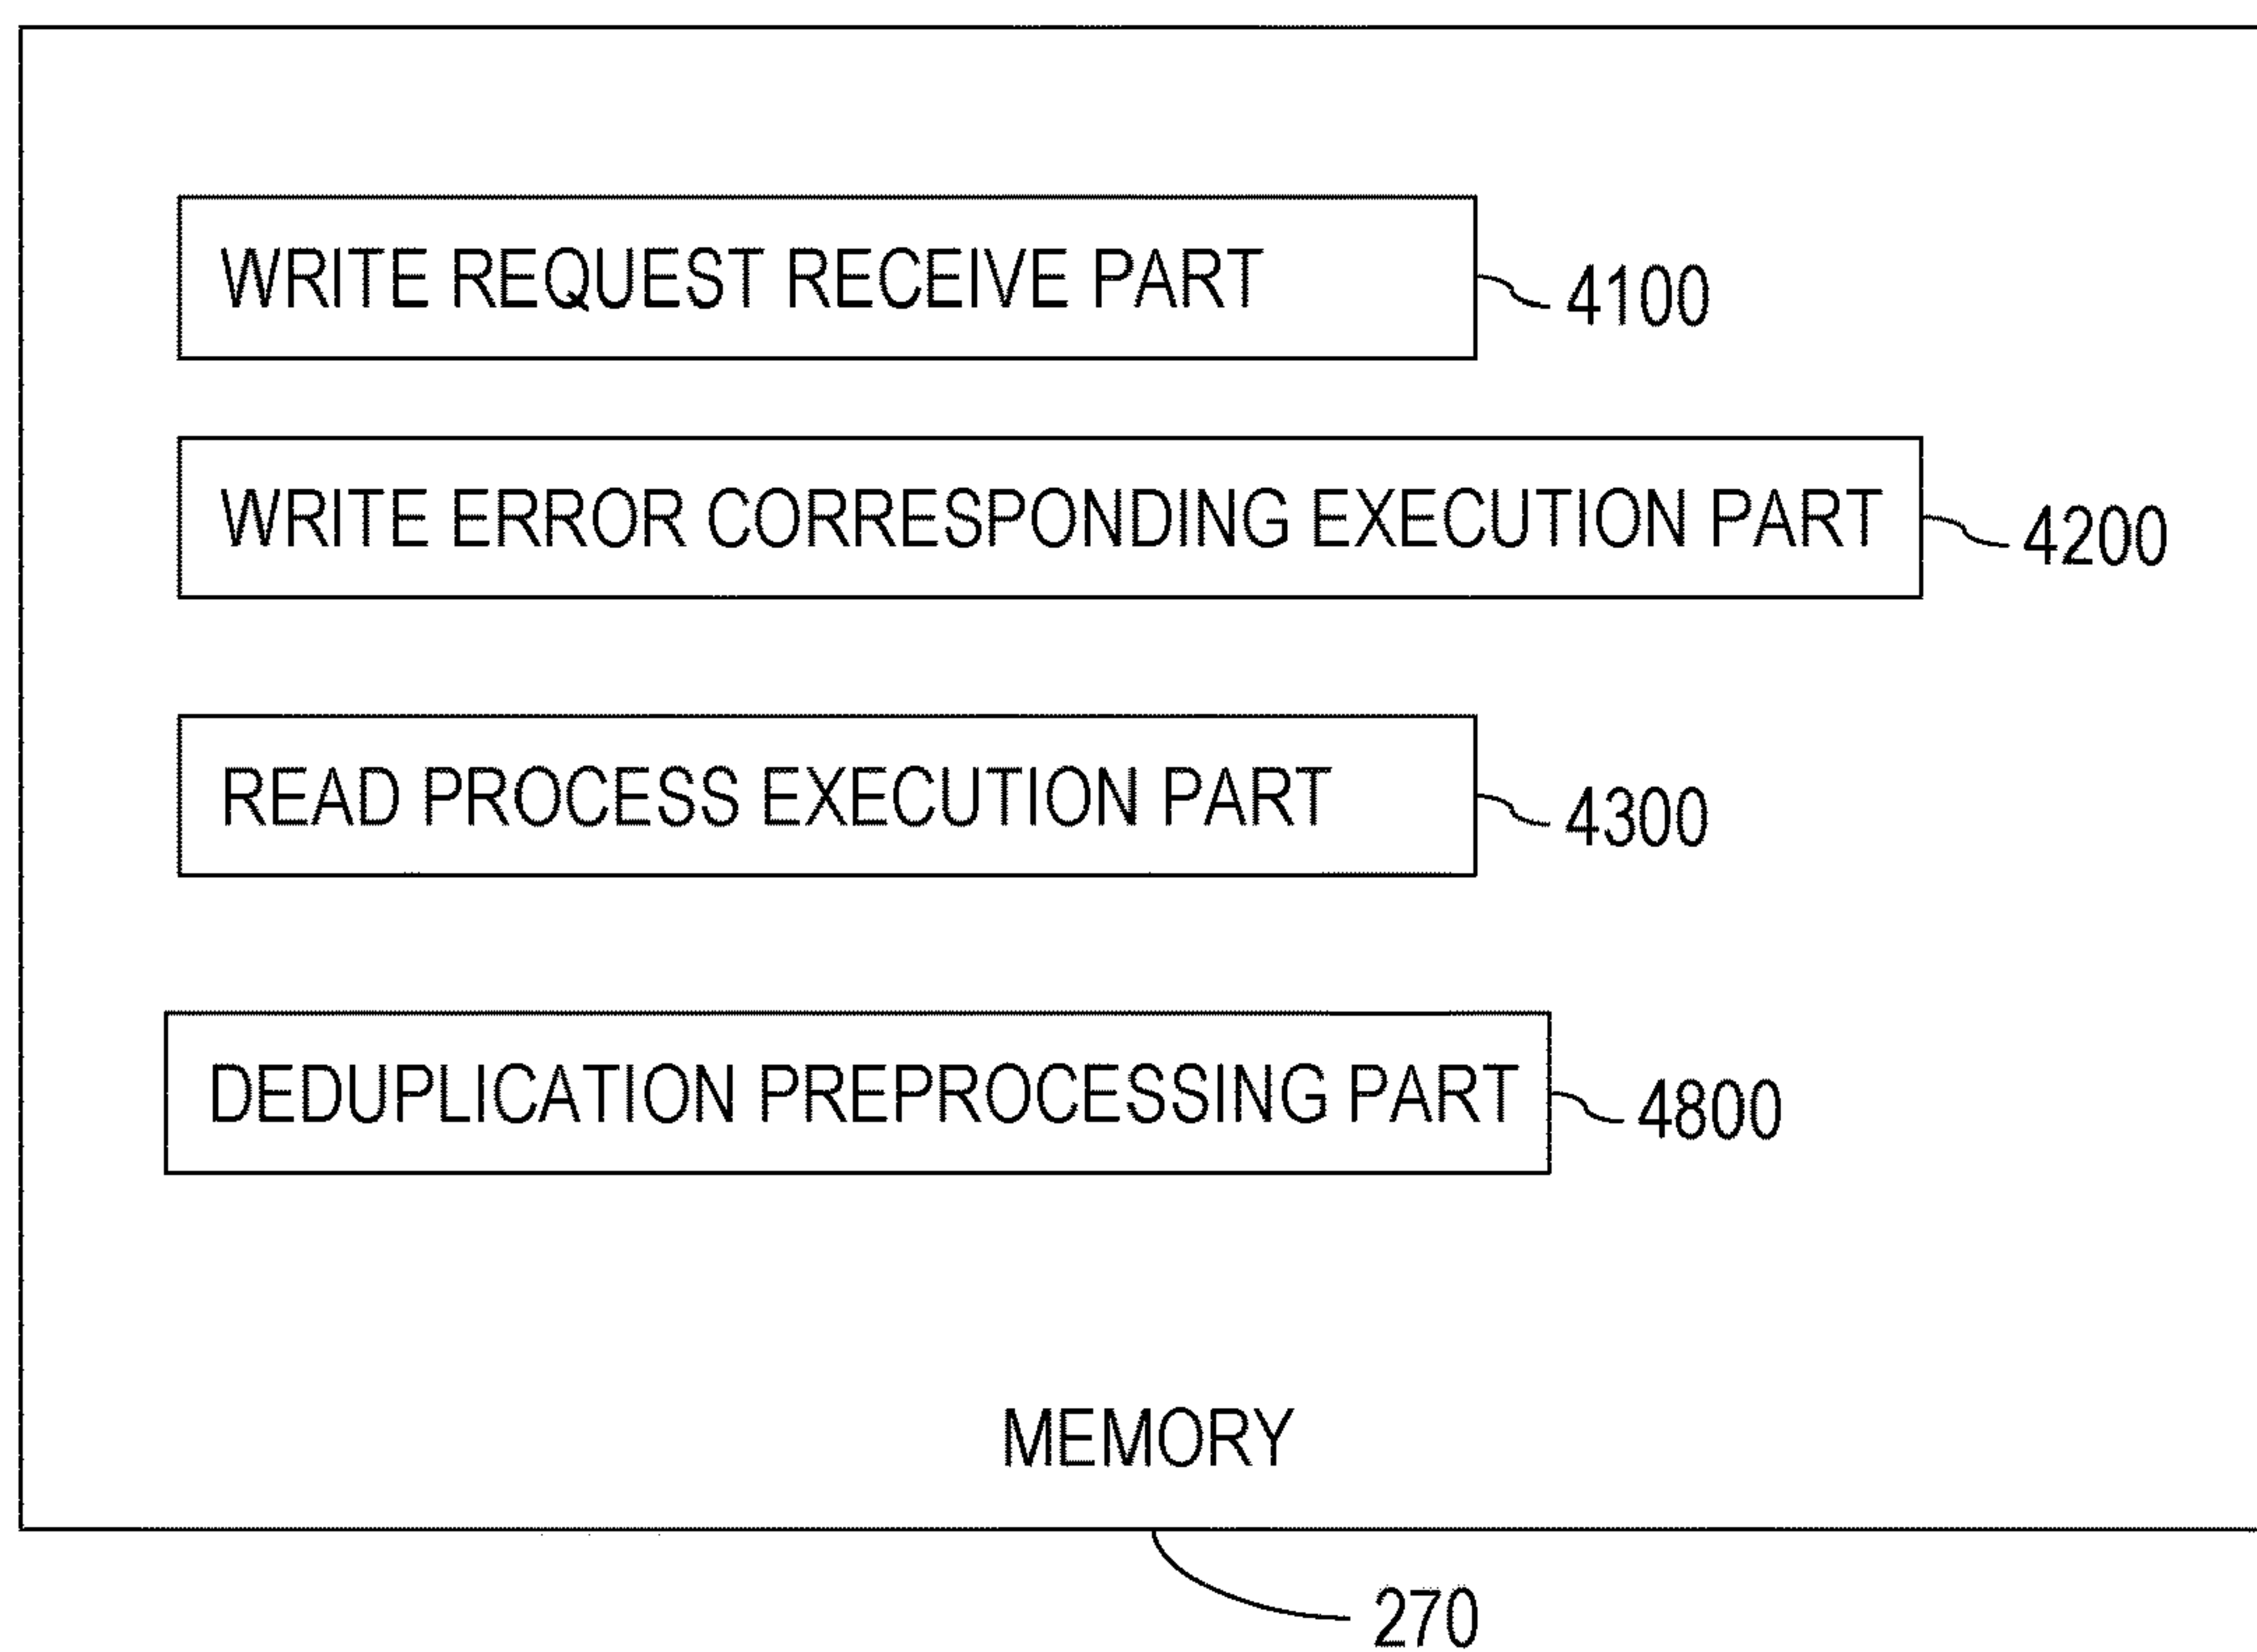 WRITE REQUEST RECEIVE PART
4100
WRITE ERROR CORRESPONDING EXECUTION PART
4200
READ PROCESS EXECUTION PART
4300
DEDUPLICATION PREPROCESSING PART
4800
MEMORY
270